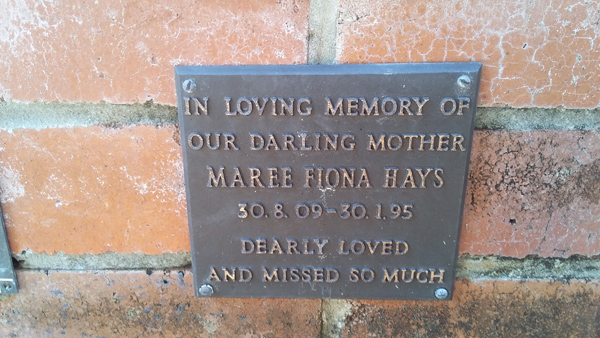 IN LOVING MEMORY OF
OUR DARLING MOTHER
MAREE FIONA HAYS
30.8.09-30.1.95
DEARLY LOVED
AND MISSED SO MUCH